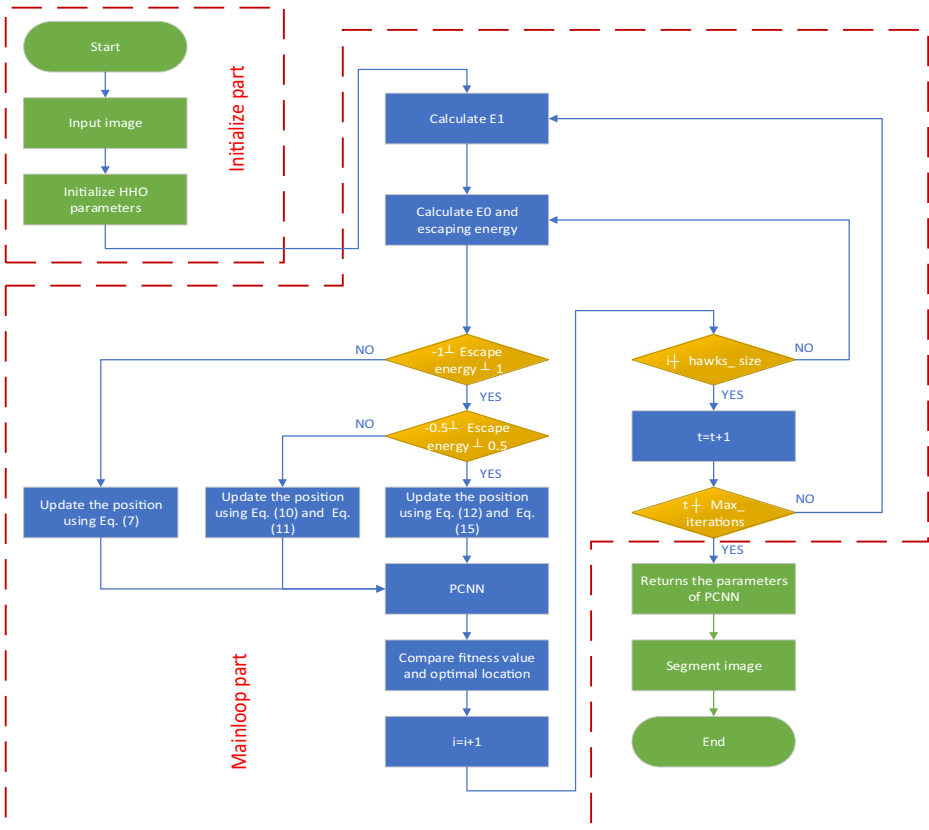 Start
Input image
Initialize HHO
parameters
Initialize part
Calculate E1
Calculate E0 and
escaping energy
-1┴ Escape
energy ┴ 1
NO
YES
-0.5┴ Escape
energy ┴ 0.5
NO
YES
Update the position
using Eq. (7)
Update the position
using Eq. (10) and Eq.
(11)
Update the position
using Eq. (12) and Eq.
(15)
PCNN
Compare fitness value
and optimal location
i=i+1
Mainloop part
i┼ hawks_ size
NO
YES
t=t+1
t ┼ Max_
iterations
NO
YES
Returns the parameters
of PCNN
Segment image
End